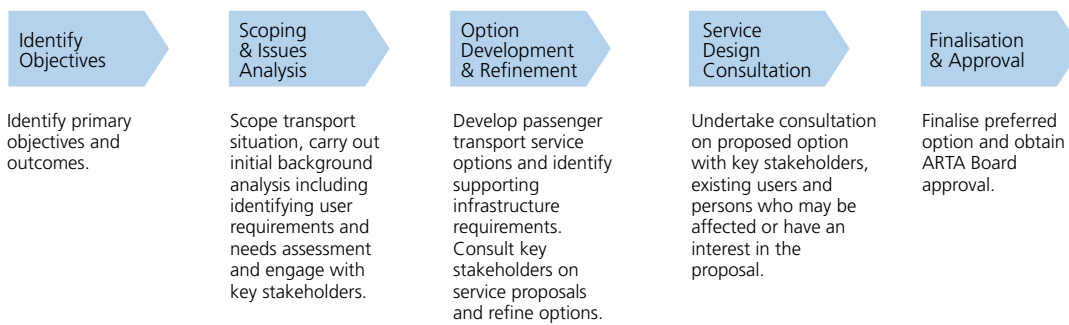 Identify
Objectives
Scoping
& Issues
Analysis
Option
Development
& Refinement
Service
Design
Consultation
Finalisation
& Approval
Identify primary
objectives and
outcomes.
Scope transport
situation, carry out
initial background
analysis including
identifying user
requirements and
needs assessment
and engage with
key stakeholders.
Develop passenger
transport service
options and identify
supporting
infrastructure
requirements.
Consult key
stakeholders on
service proposals
and refine options.
Undertake consultation
on proposed option
with key stakeholders,
existing users and
persons who may be
affected or have an
interest in the
proposal.
Finalise preferred
option and obtain
ARTA Board
approval.